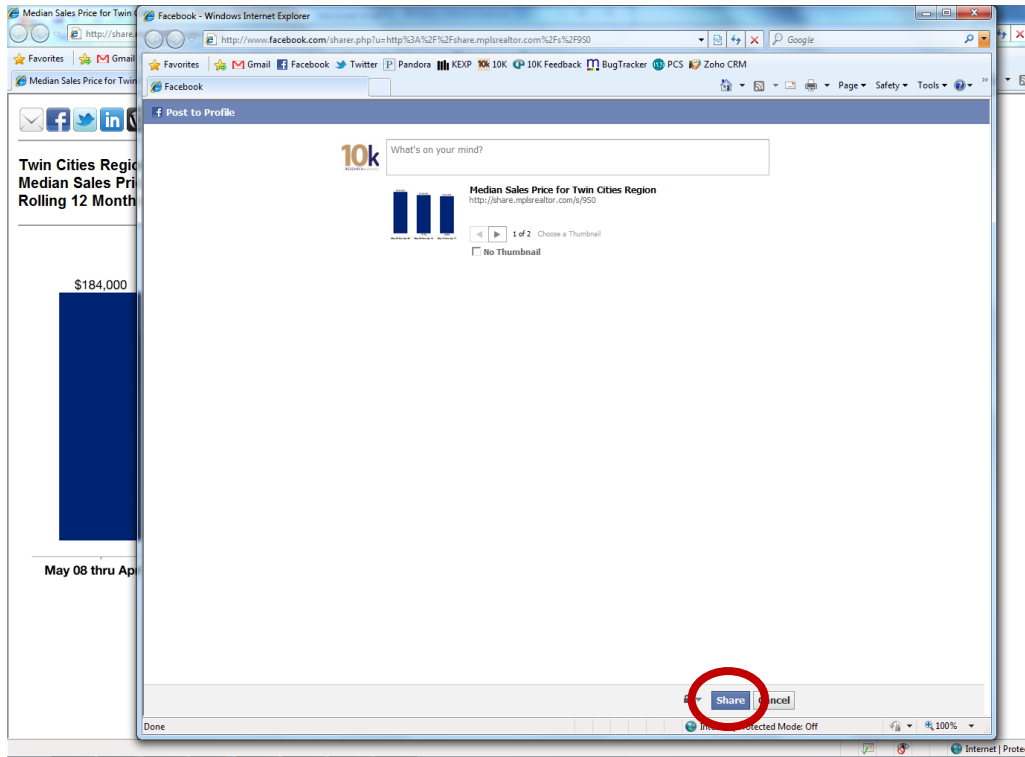 Median Sales Price for Twin
Facebook - Windows Internet Explorer
http://share.
http://www.facebook.com/sharer.php?u=http%3A%2F%2Fshare.mplsrealtor.com%2Fs%2F9S0
Google
Favorites
Gmail
Favorites Gmail Facebook Twitter Pandora KEXP 10K 10K Feedback BugTracker PCS Zoho CRM
Median Sales Price for Twin
Facebook
Page Safety Tools
Post to Profile
10k
What's on your mind?
Twin Cities Regio
Median Sales Pri
Rolling 12 Month
Median Sales Price for Twin Cities Region
http://share.mplsrealtor.com/s/9S0
1 of 2 Choose a Thumbnail
No Thumbnail
$184,000
May 08 thru Ap
Share
Done
Protected Mode: Off
100%
Internet | Prote